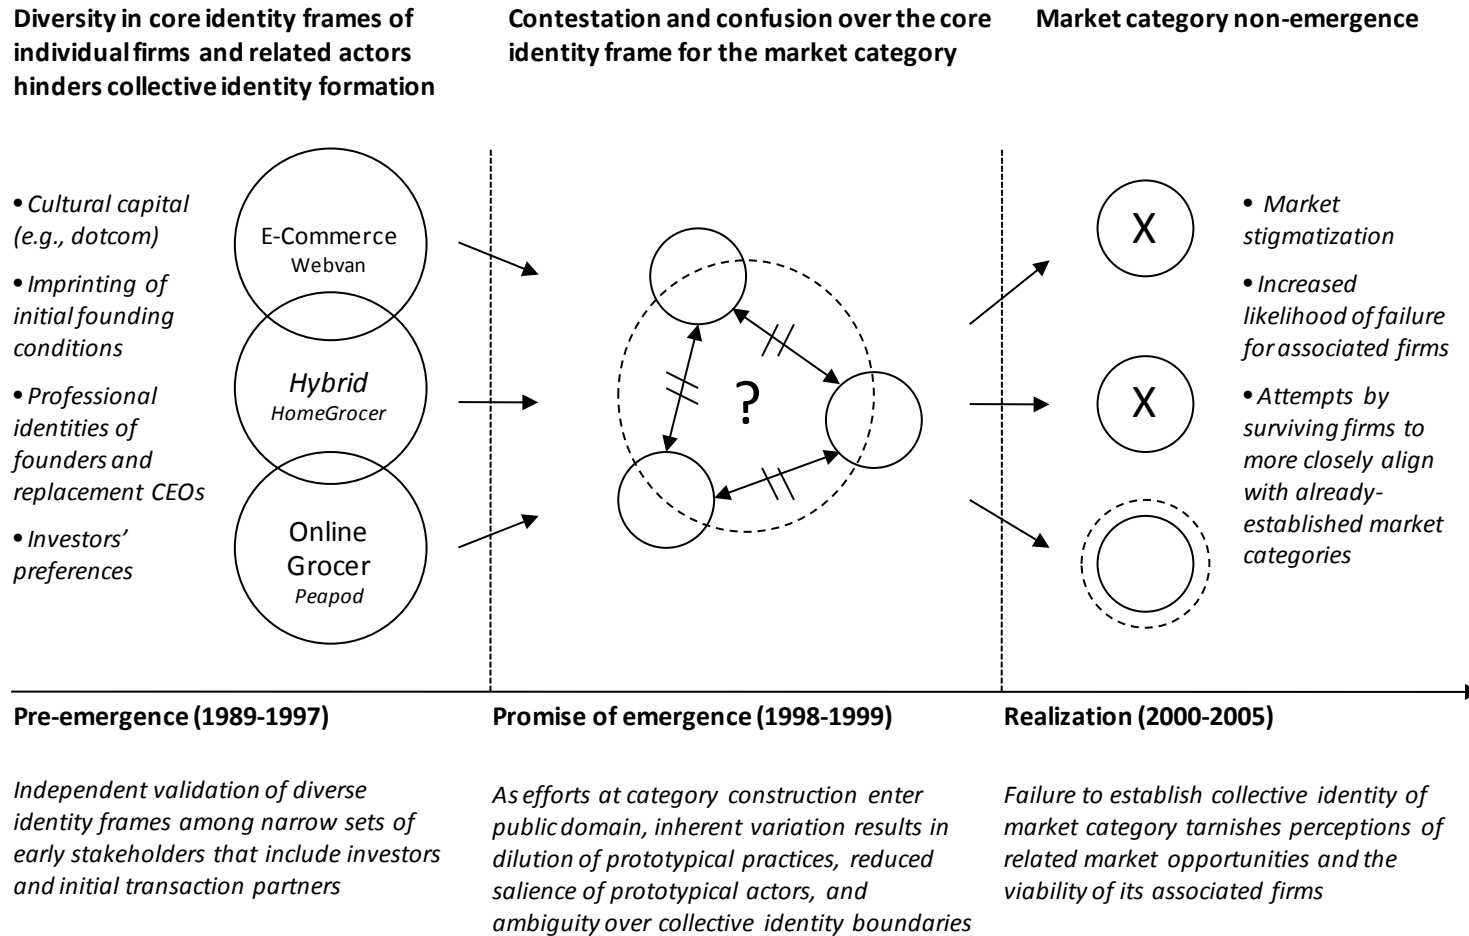 Diversity in core identity frames of
individual firms and related actors
hinders collective identity formation
Contestation and confusion over the core
identity frame for the market category
Market category non-emergence
• Cultural capital
(e.g., dotcom)
• Imprinting of
initial founding
conditions
• Professional
identities of
founders and
replacement CEOs
• Investors’
preferences
E-Commerce
Webvan
Hybrid
HomeGrocer
Online
Grocer
Peapod
?
X
X
• Market
stigmatization
• Increased
likelihood of failure
for associated firms
• Attempts by
surviving firms to
more closely align
with already-
established market
categories
Pre-emergence (1989-1997)
Promise of emergence (1998-1999)
Realization (2000-2005)
Independent validation of diverse
identity frames among narrow sets of
early stakeholders that include investors
and initial transaction partners
As efforts at category construction enter
public domain, inherent variation results in
dilution of prototypical practices, reduced
salience of prototypical actors, and
ambiguity over collective identity boundaries
Failure to establish collective identity of
market category tarnishes perceptions of
related market opportunities and the
viability of its associated firms